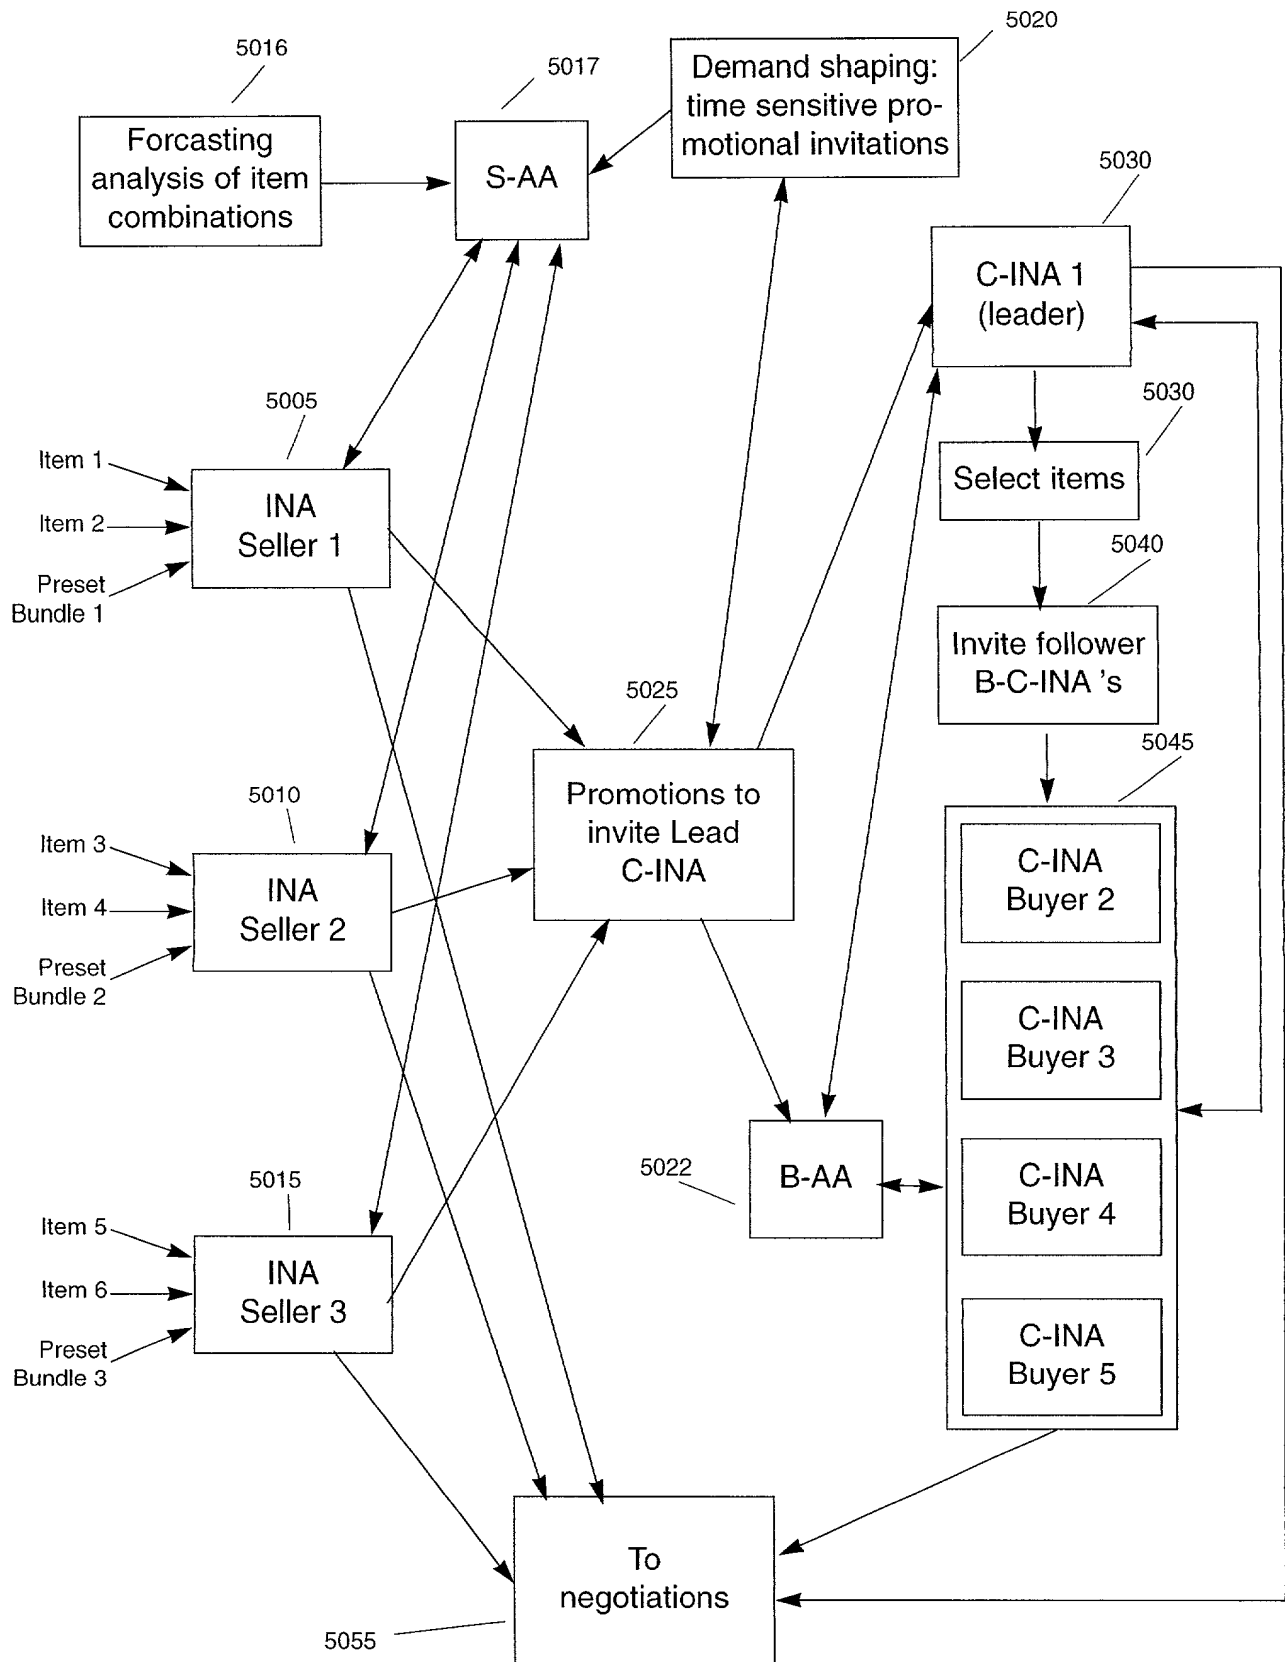 5016
5017
5020
Forcasting
analysis of item
combinations
S-AA
Demand shaping:
time sensitive pro-
motional invitations
5030
C-INA 1
(leader)
5005
Item 1
Item 2
Preset
Bundle 1
INA
Seller 1
5030
Select items
5040
Invite follower
B-C-INA 's
5025
Promotions to
invite Lead
C-INA
5010
Item 3
Item 4
Preset
Bundle 2
INA
Seller 2
5045
C-INA
Buyer 2
C-INA
Buyer 3
C-INA
Buyer 4
C-INA
Buyer 5
5022
B-AA
5015
Item 5
Item 6
Preset
Bundle 3
INA
Seller 3
To
negotiations
5055